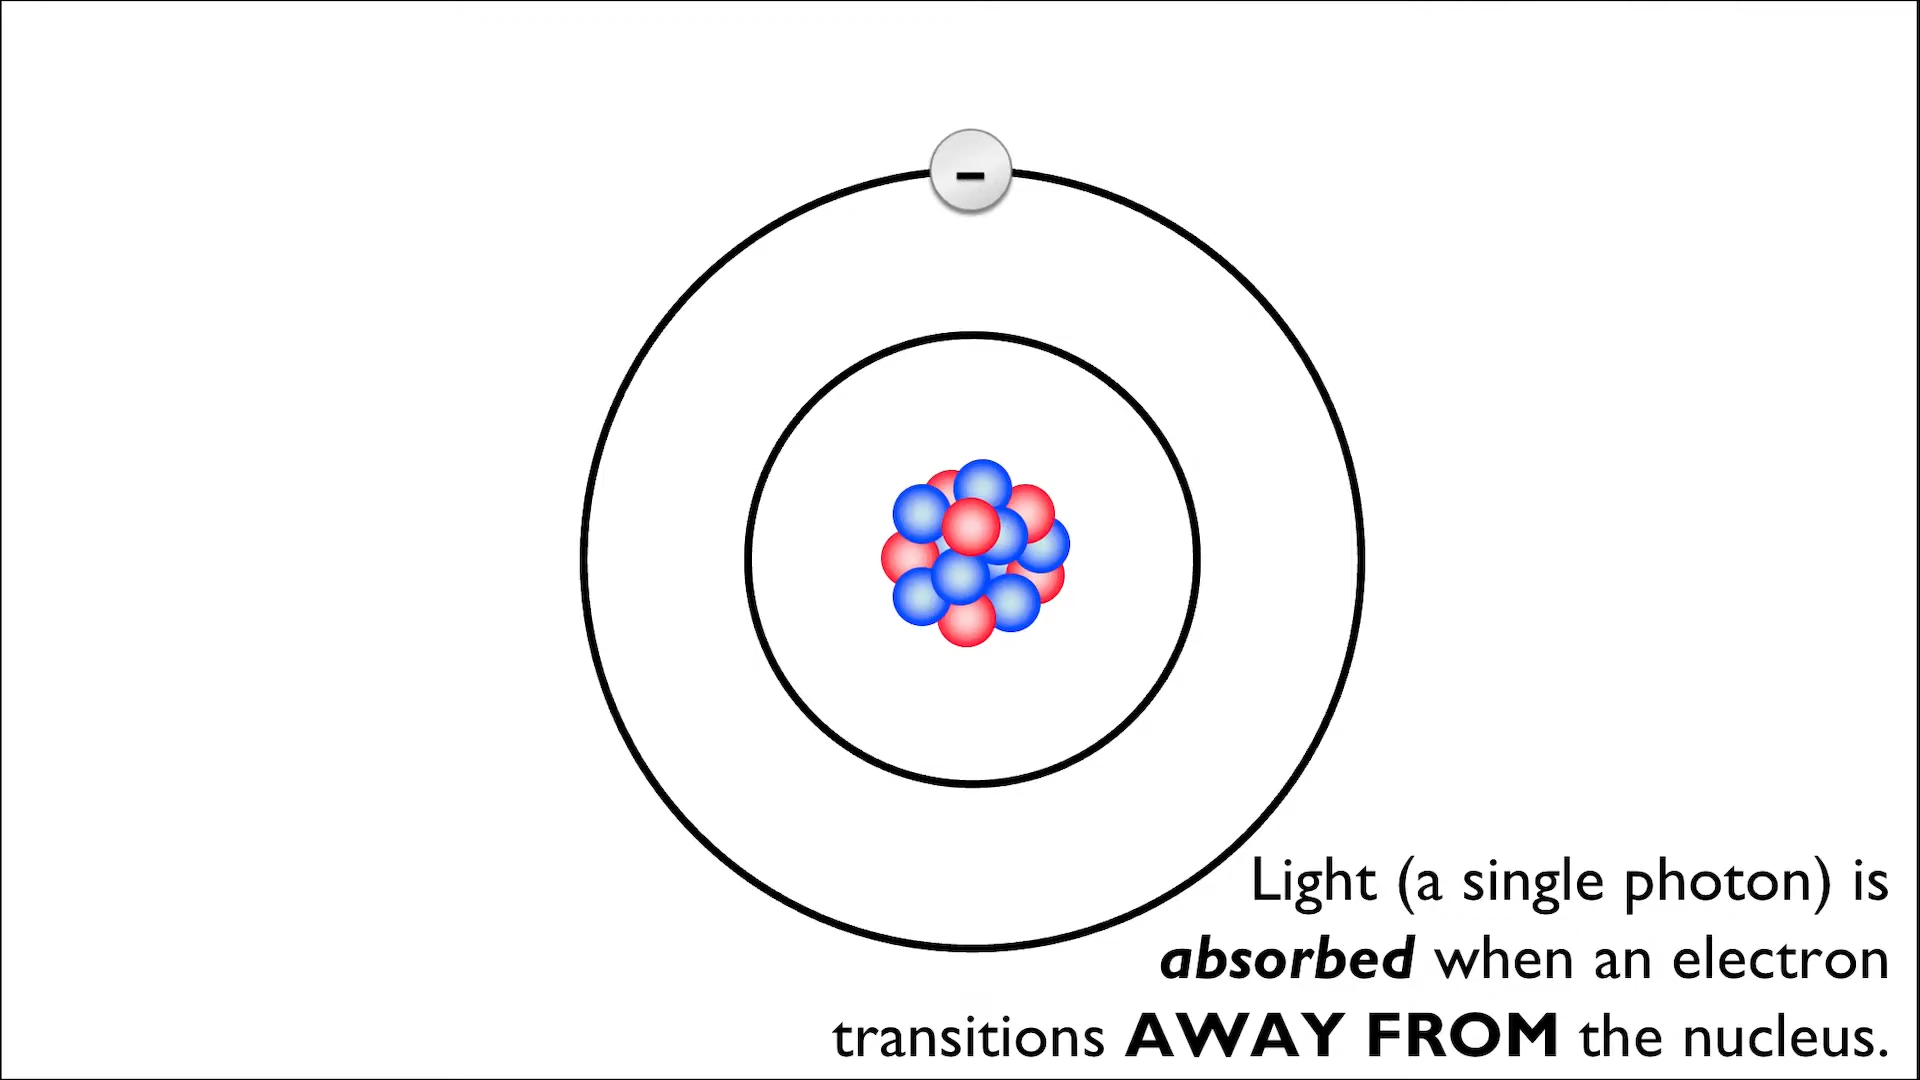 -
Light (a single photon) is
absorbed when an electron
transitions AWAY FROM the nucleus.